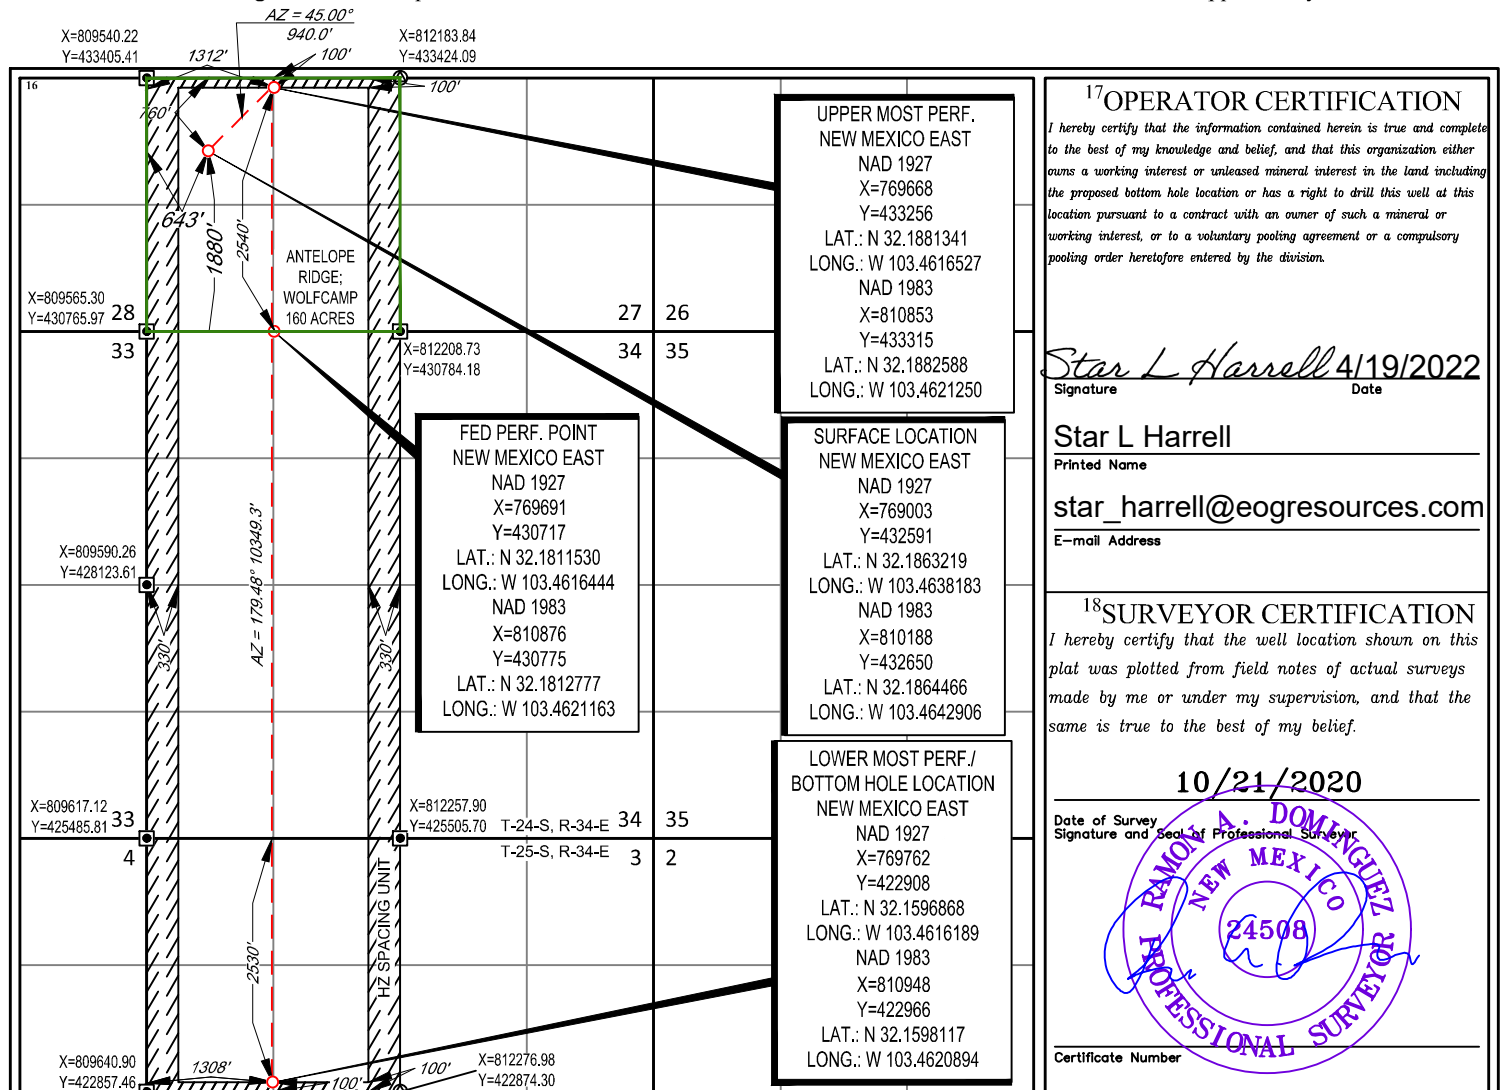 AZ = 45.00°
940.0'
X=809540.22
Y=433405.41
1312'
100'
X=812183.84
Y=433424.09
16
100'
760'
643'
1880'
2540'
ANTELOPE
RIDGE;
WOLFCAMP
160 ACRES
X=809565.30
Y=430765.97
28
33
27
26
34
35
X=812208.73
Y=430784.18
UPPER MOST PERF.
NEW MEXICO EAST
NAD 1927
X=769668
Y=433256
LAT.: N 32.1881341
LONG.: W 103.4616527
NAD 1983
X=810853
Y=433315
LAT.: N 32.1882588
LONG.: W 103.4621250
FED PERF. POINT
NEW MEXICO EAST
NAD 1927
X=769691
Y=430717
LAT.: N 32.1811530
LONG.: W 103.4616444
NAD 1983
X=810876
Y=430775
LAT.: N 32.1812777
LONG.: W 103.4621163
SURFACE LOCATION
NEW MEXICO EAST
NAD 1927
X=769003
Y=432591
LAT.: N 32.1863219
LONG.: W 103.4638183
NAD 1983
X=810188
Y=432650
LAT.: N 32.1864466
LONG.: W 103.4642906
X=809590.26
Y=428123.61
AZ = 179.48° 10349.3'
330'
330'
LOWER MOST PERF./
BOTTOM HOLE LOCATION
NEW MEXICO EAST
NAD 1927
X=769762
Y=422908
LAT.: N 32.1596868
LONG.: W 103.4616189
NAD 1983
X=810948
Y=422966
LAT.: N 32.1598117
LONG.: W 103.4620894
X=809617.12
Y=425485.81
33
4
X=812257.90
Y=425505.70
T-24-S, R-34-E
T-25-S, R-34-E
34
35
3
2
2530'
HZ SPACING UNIT
X=809640.90
Y=422857.46
1308'
100'
100'
X=812276.98
Y=422874.30
17OPERATOR CERTIFICATION
I hereby certify that the information contained herein is true and complete
to the best of my knowledge and belief, and that this organization either
owns a working interest or unleased mineral interest in the land including
the proposed bottom hole location or has a right to drill this well at this
location pursuant to a contract with an owner of such a mineral or
working interest, or to a voluntary pooling agreement or a compulsory
pooling order heretofore entered by the division.
Star L Harrell 4/19/2022
Signature Date
Star L Harrell
Printed Name
star_harrell@eogresources.com
E-mail Address
18SURVEYOR CERTIFICATION
I hereby certify that the well location shown on this
plat was plotted from field notes of actual surveys
made by me or under my supervision, and that the
same is true to the best of my belief.
10/21/2020
Date of Survey
Signature and Seal of Professional Surveyor
RAMON A. DOMINGUEZ
NEW MEXICO
24508
PROFESSIONAL SURVEYOR
Certificate Number